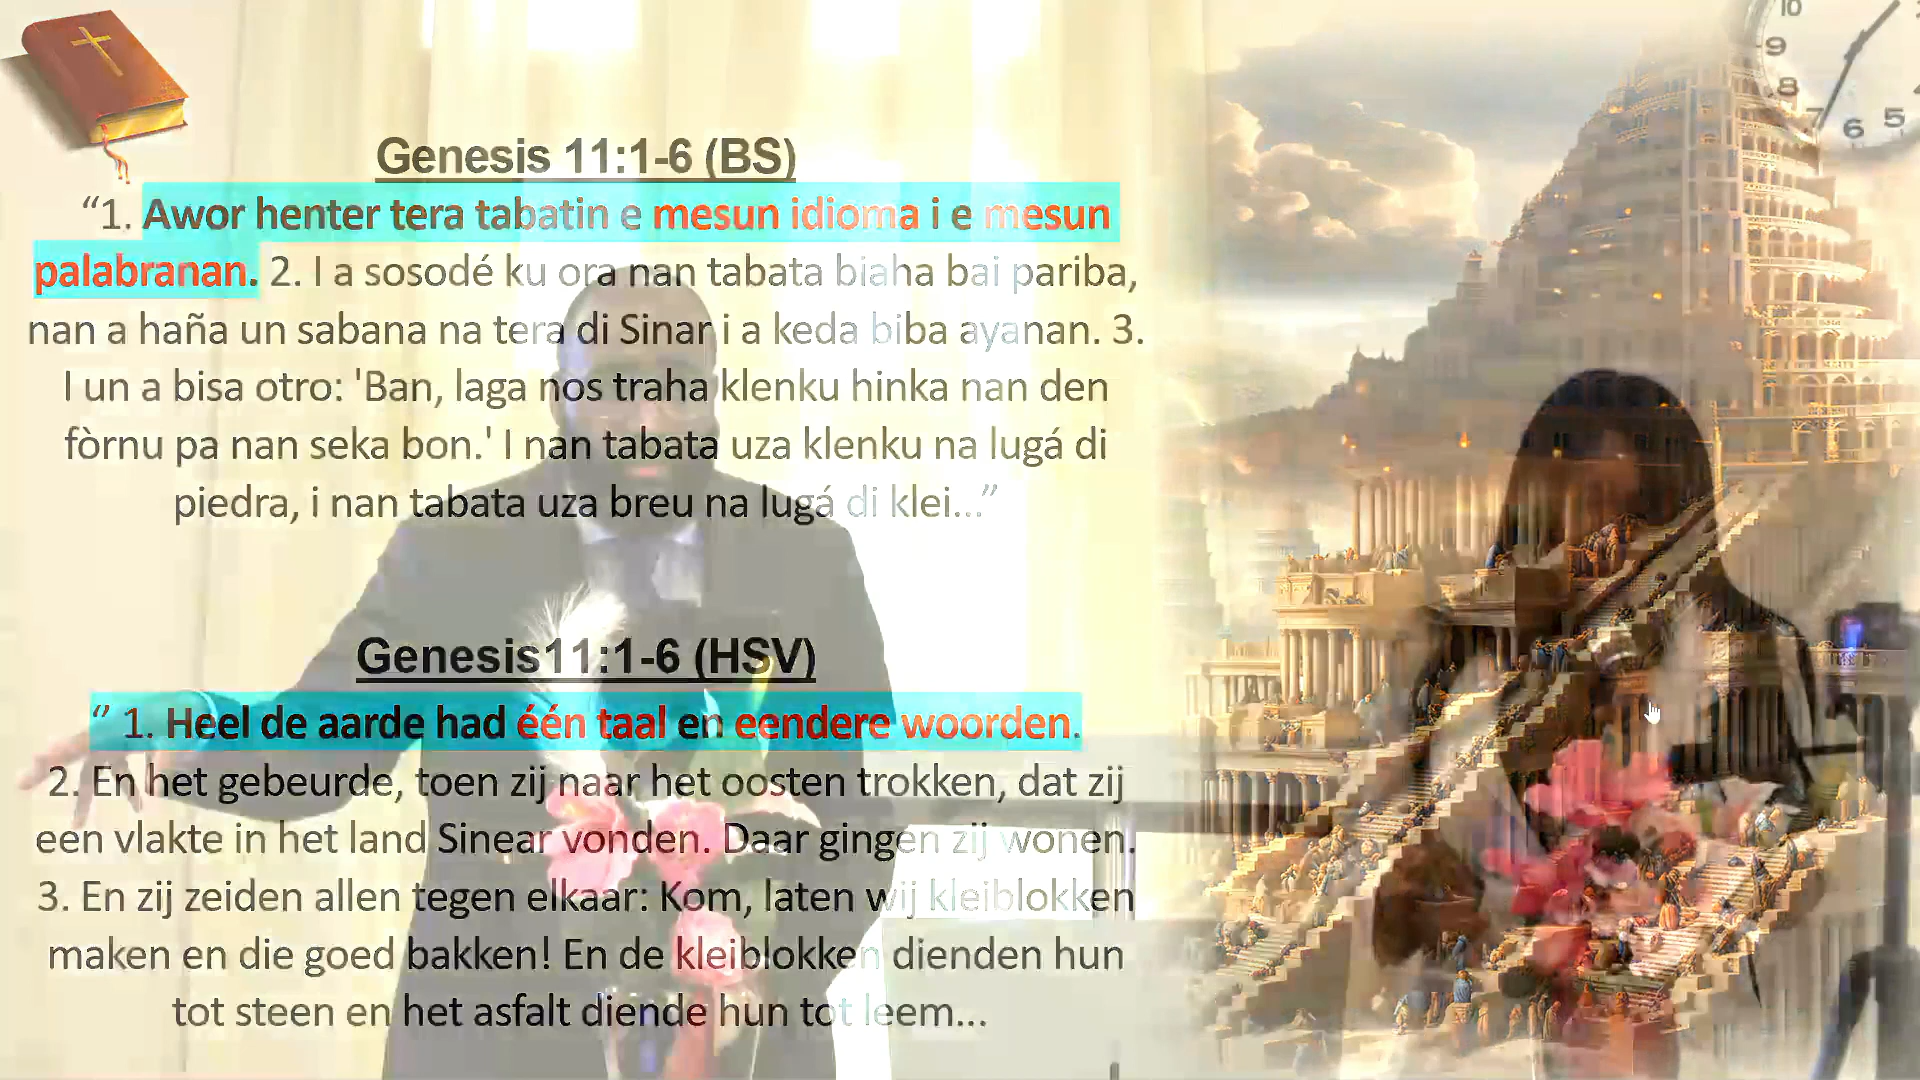 Genesis 11:1-6 (BS)
“1. Awor henter tera tabatin e mesun idioma i e mesun
palabranan. 2. I a sosodé ku ora nan tabata biaha bai pariba,
nan a haña un sabana na tera di Sinar i a keda biba ayanan. 3.
I un a bisa otro: 'Ban, laga nos traha klenku hinka nan den
fòrnu pa nan seka bon.' I nan tabata uza klenku na lugá di
piedra, i nan tabata uza breu na lugá di klei...”
Genesis11:1-6 (HSV)
“ 1. Heel de aarde had één taal en eendere woorden.
2. En het gebeurde, toen zij naar het oosten trokken, dat zij
een vlakte in het land Sinear vonden. Daar gingen zij wonen.
3. En zij zeiden allen tegen elkaar: Kom, laten wij kleiblokken
maken en die goed bakken! En de kleiblokken dienden hun
tot steen en het asfalt diende hun tot leem...
10
9
8
7
6
5